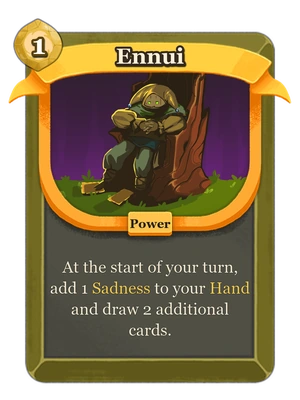 1
Ennui
Power
At the start of your turn,
add 1 Sadness to your Hand
and draw 2 additional
cards.